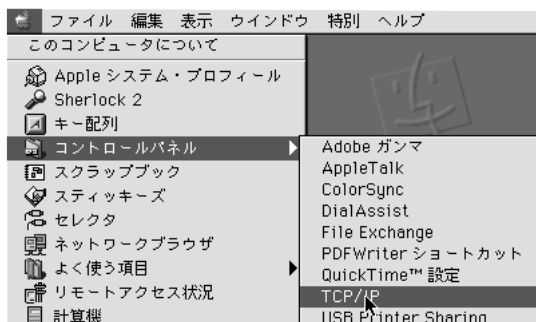 ファイル 編集 表示 ウインドウ 特別 ヘルプ
このコンピュータについて
Apple システム・プロフィール
Sherlock 2
キー配列
コントロールパネル
スクラップブック
スティッキーズ
セレクタ
ネットワークブラウザ
よく使う項目
リモートアクセス状況
計算機
Adobe ガンマ
AppleTalk
ColorSync
DialAssist
File Exchange
PDFWriter ショートカット
QuickTime™ 設定
TCP/IP
USB Printer Sharing